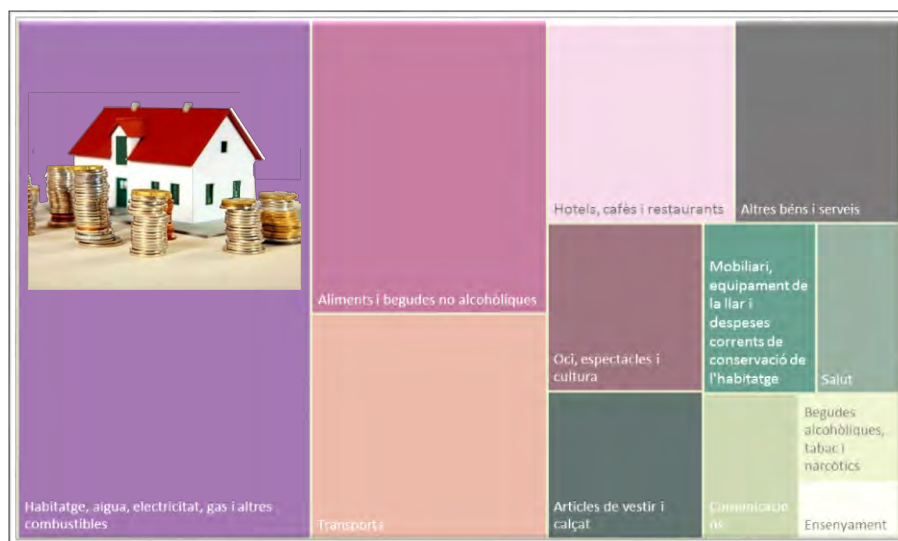 Hotels, cafès i restaurants
Altres béns i serveis
Aliments i begudes no alcohòliques
Mobiliari,
equipament de
la llar i
despeses
corrents de
conservació de
l'habitatge
Oci, espectacles i
cultura
Salut
Begudes
alcohòliques,
tabac i
narcòtics
Habitatge, aigua, electricitat, gas i altres
combustibles
Transports
Articles de vestir i
calçat
Comunicacio
ns
Ensenyament